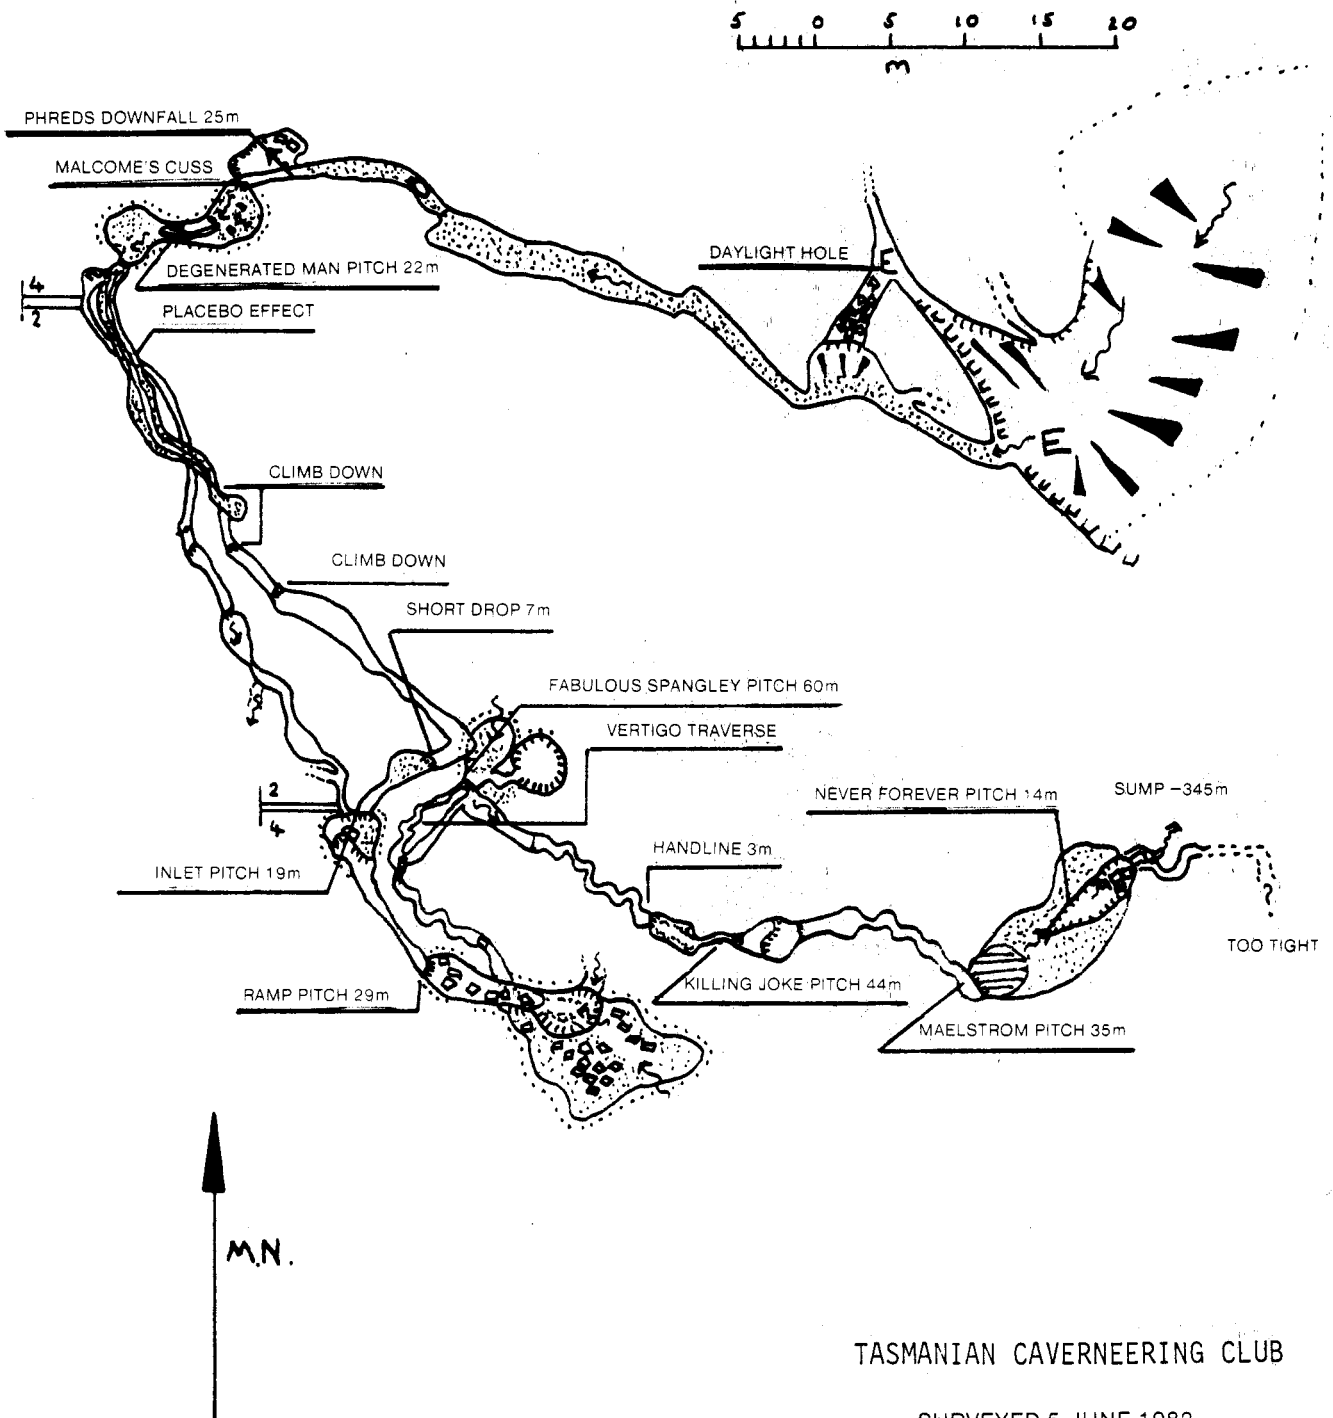 5 0 5 10 15 20
m
PHREDS DOWNFALL 25m
MALCOME'S CUSS
DAYLIGHT HOLE
E
DEGENERATED MAN PITCH 22m
4
2
PLACEBO EFFECT
E
CLIMB DOWN
CLIMB DOWN
SHORT DROP 7m
FABULOUS SPANGLEY PITCH 60m
VERTIGO TRAVERSE
2
4
NEVER FOREVER PITCH 14m
SUMP -345m
HANDLINE 3m
INLET PITCH 19m
?
TOO TIGHT
RAMP PITCH 29m
KILLING JOKE PITCH 44m
MAELSTROM PITCH 35m
M.N.
TASMANIAN CAVERNEERING CLUB
SURVEYED 5 JUNE